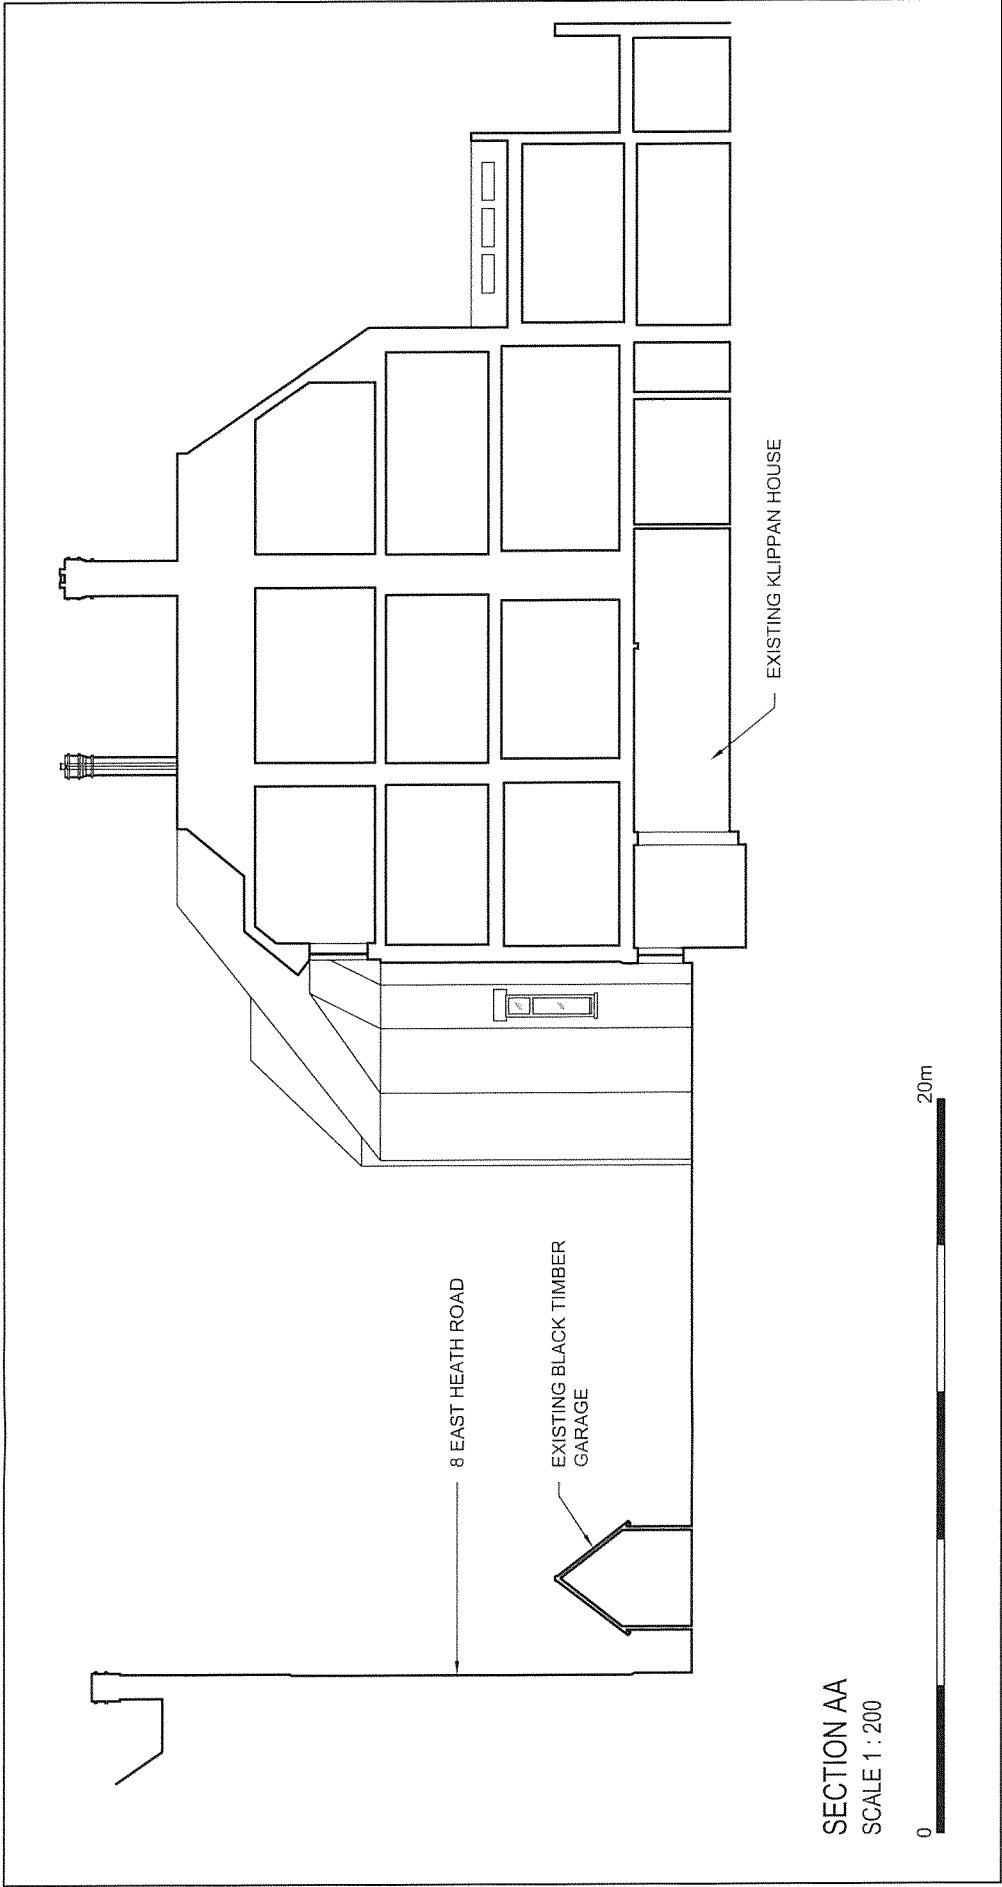 8 EAST HEATH ROAD
EXISTING BLACK TIMBER
GARAGE
EXISTING KLIPPAN HOUSE
SECTION AA
SCALE 1 : 200
0
20m